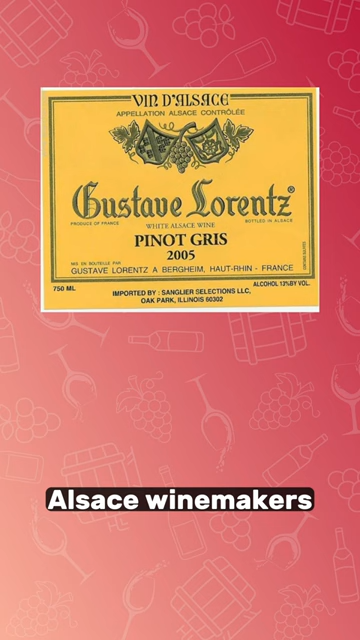 VIN D'ALSACE
APPELLATION ALSACE CONTRÔLÉE
Gustave Lorentz®
PRODUCE OF FRANCE
BOTTLED IN ALSACE
WHITE ALSACE WINE
PINOT GRIS
2005
MIS EN BOUTEILLE PAR
GUSTAVE LORENTZ A BERGHEIM, HAUT-RHIN - FRANCE
750 ML
ALCOHOL 13% BY VOL.
IMPORTED BY : SANGLIER SELECTIONS LLC,
OAK PARK, ILLINOIS 60302
Alsace winemakers